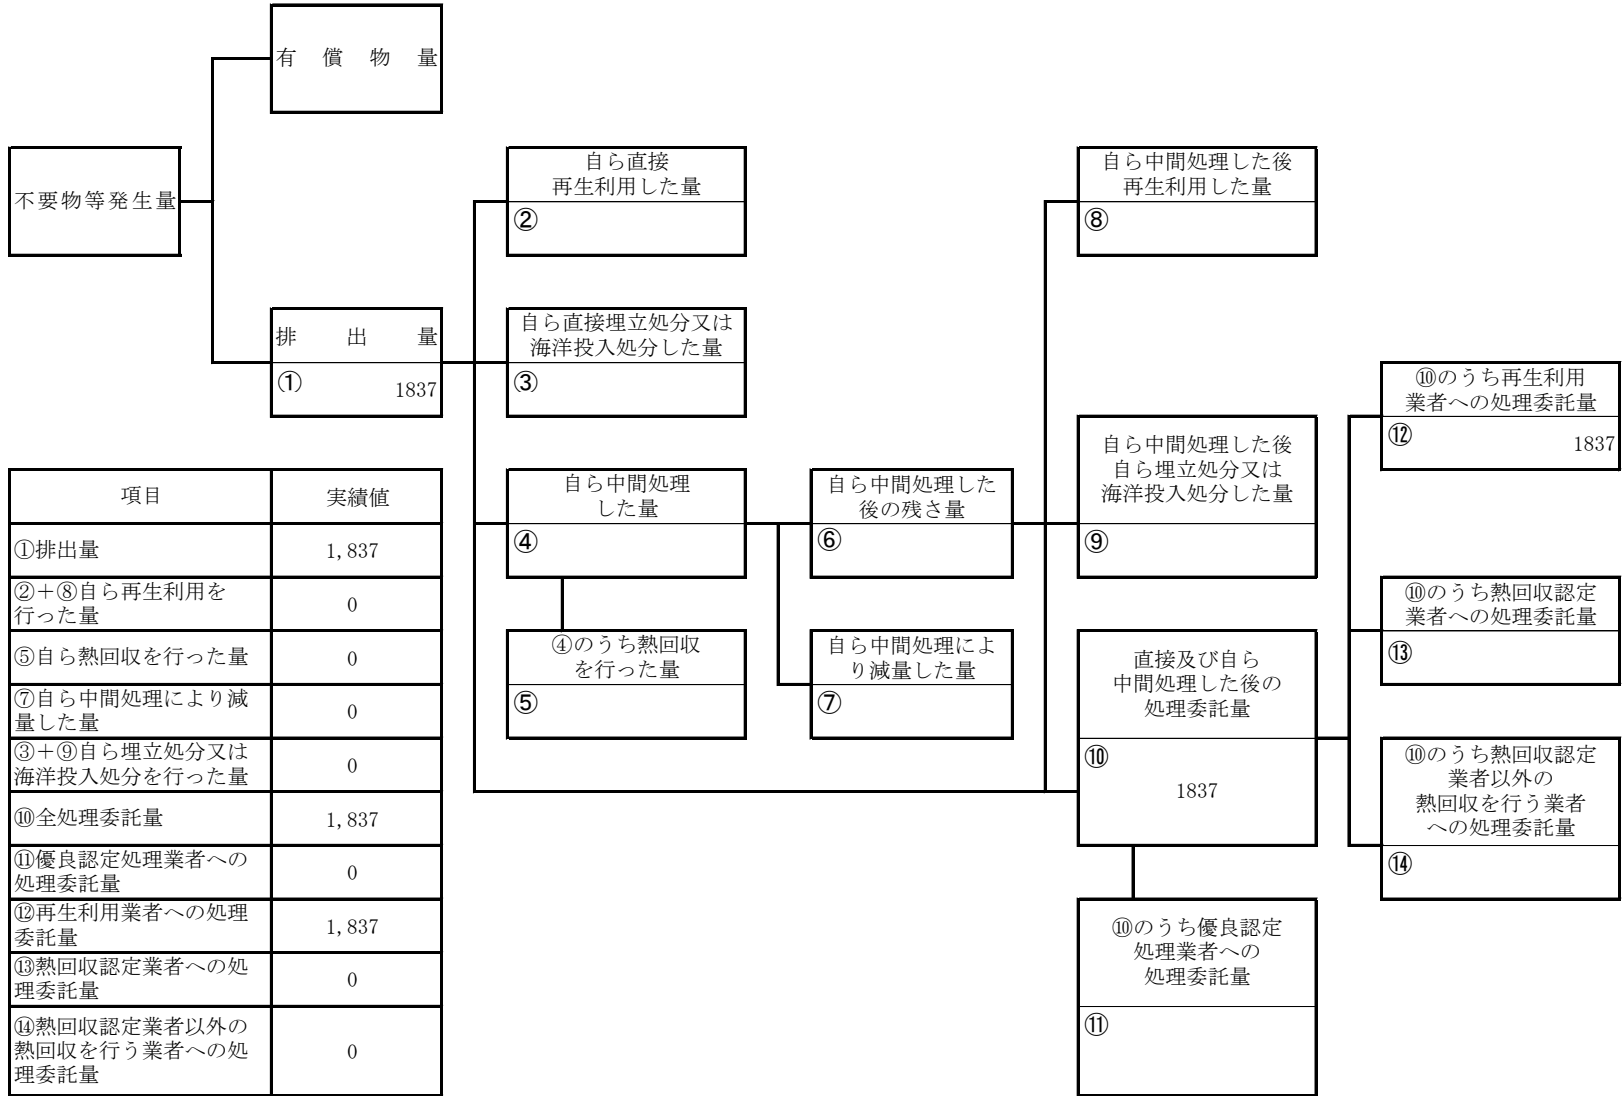 有償物量
不要物等発生量
排出量
①
1837
自ら直接
再生利用した量
②
自ら直接埋立処分又は
海洋投入処分した量
③
自ら中間処理
した量
④
④のうち熱回収
を行った量
⑤
自ら中間処理した
後の残さ量
⑥
自ら中間処理によ
り減量した量
⑦
自ら中間処理した後
再生利用した量
⑧
自ら中間処理した後
自ら埋立処分又は
海洋投入処分した量
⑨
直接及び自ら
中間処理した後の
処理委託量
⑩
1837
⑩のうち優良認定
処理業者への
処理委託量
⑪
⑩のうち再生利用
業者への処理委託量
⑫
1837
⑩のうち熱回収認定
業者への処理委託量
⑬
⑩のうち熱回収認定
業者以外の
熱回収を行う業者
への処理委託量
⑭
項目 実績値
①排出量 1,837
②＋⑧自ら再生利用を
行った量 0
⑤自ら熱回収を行った量 0
⑦自ら中間処理により減
量した量 0
③＋⑨自ら埋立処分又は
海洋投入処分を行った量 0
⑩全処理委託量 1,837
⑪優良認定処理業者への
処理委託量 0
⑫再生利用業者への処理
委託量 1,837
⑬熱回収認定業者への処
理委託量 0
⑭熱回収認定業者以外の
熱回収を行う業者への処
理委託量 0